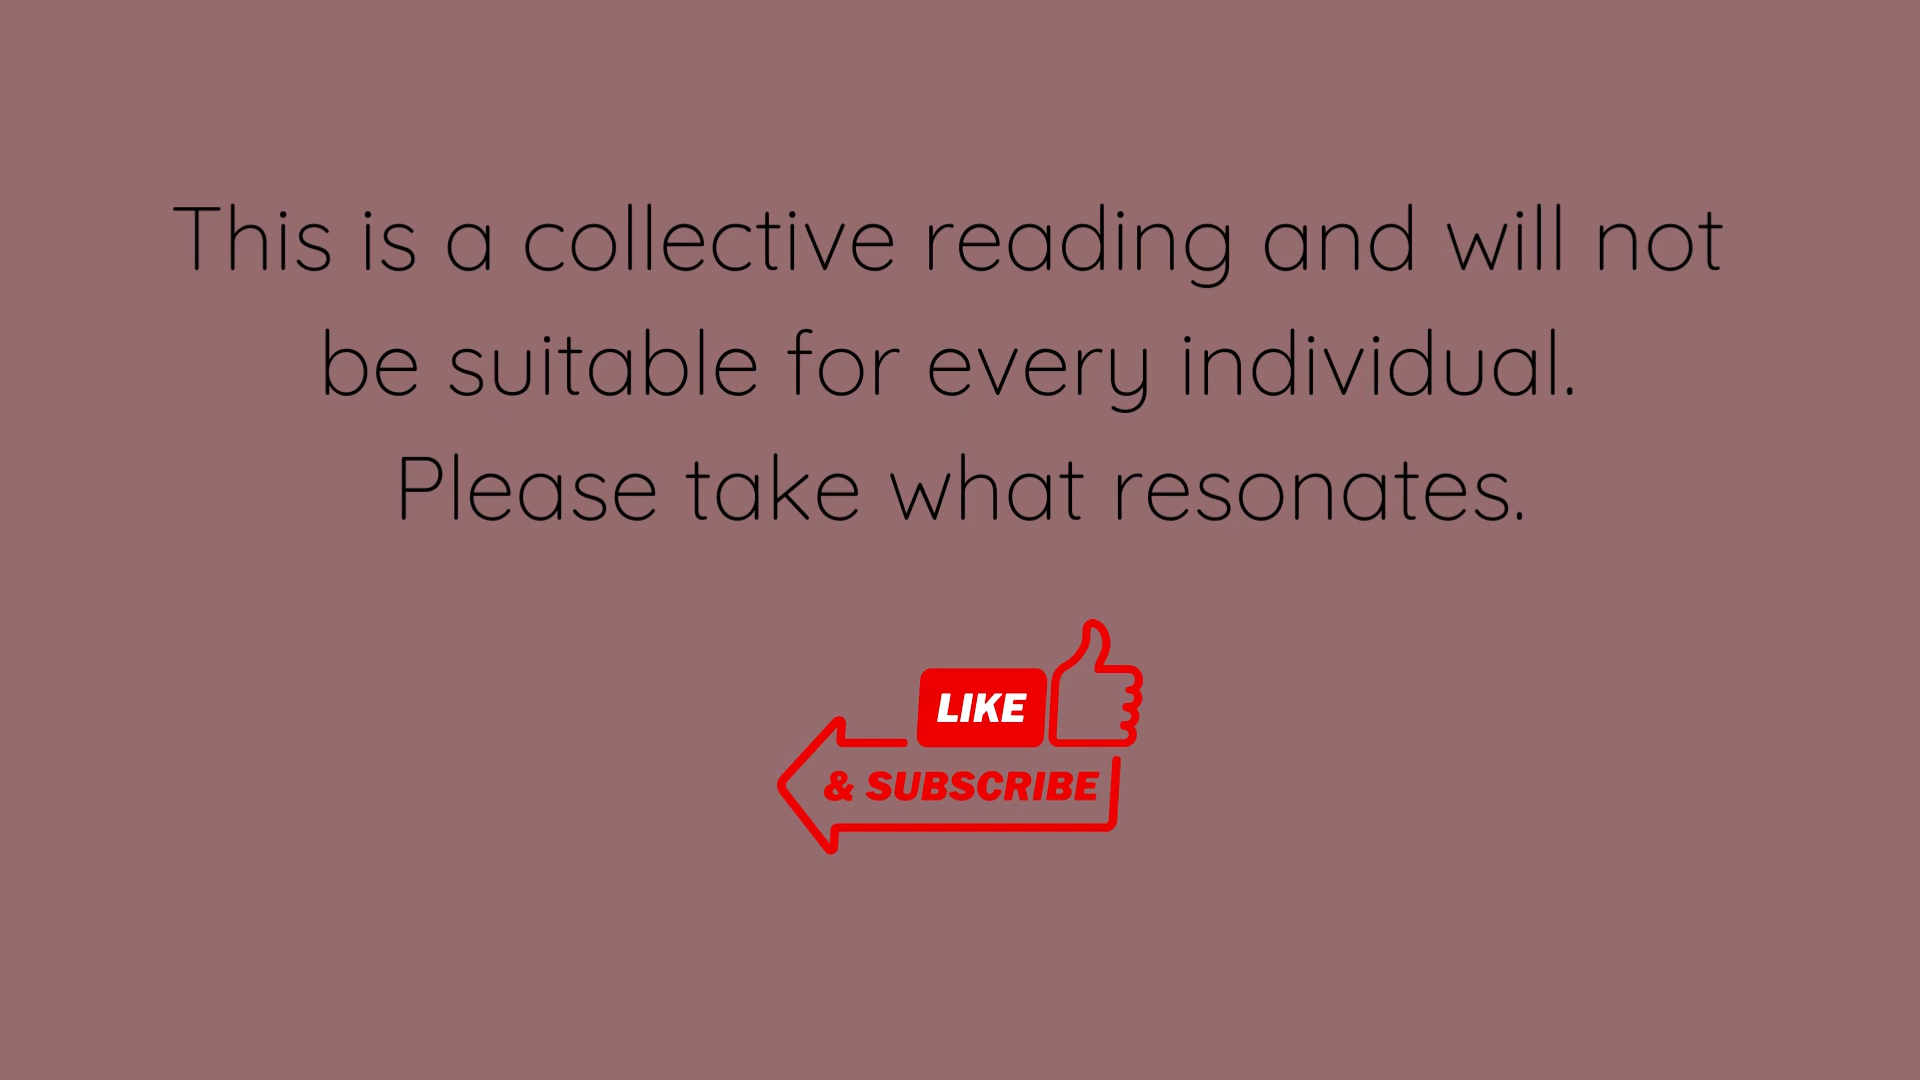 This is a collective reading and will not
be suitable for every individual.
Please take what resonates.
LIKE
& SUBSCRIBE